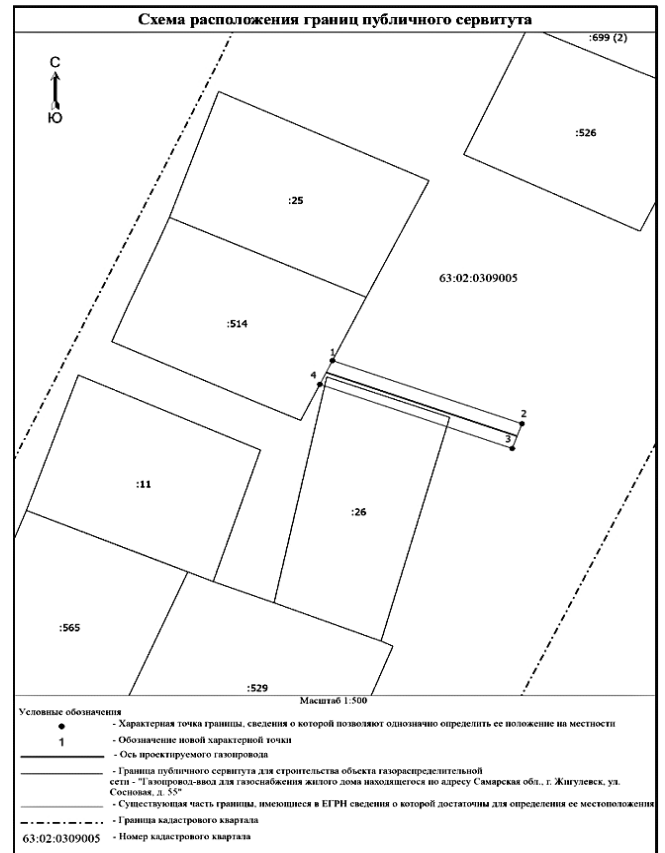 Схема расположения границ публичного сервитута
:699 (2)
С
Ю
:526
:25
63:02:0309005
:514
1
4
2
3
:11
:26
:565
:529
Масштаб 1:500
Условные обозначения
- Характерная точка границы, сведения о которой позволяют однозначно определить ее положение на местности
1 - Обозначение новой характерной точки
- Ось проектируемого газопровода
- Граница публичного сервитута для строительства объекта газораспределительной
сети - "Газопровод-ввод для газоснабжения жилого дома находящегося по адресу Самарская обл., г. Жигулевск, ул.
Сосновая, д. 55"
- Существующая часть границы, имеющиеся в ЕГРН сведения о которой достаточны для определения ее местоположения
- Граница кадастрового квартала
63:02:0309005 - Номер кадастрового квартала